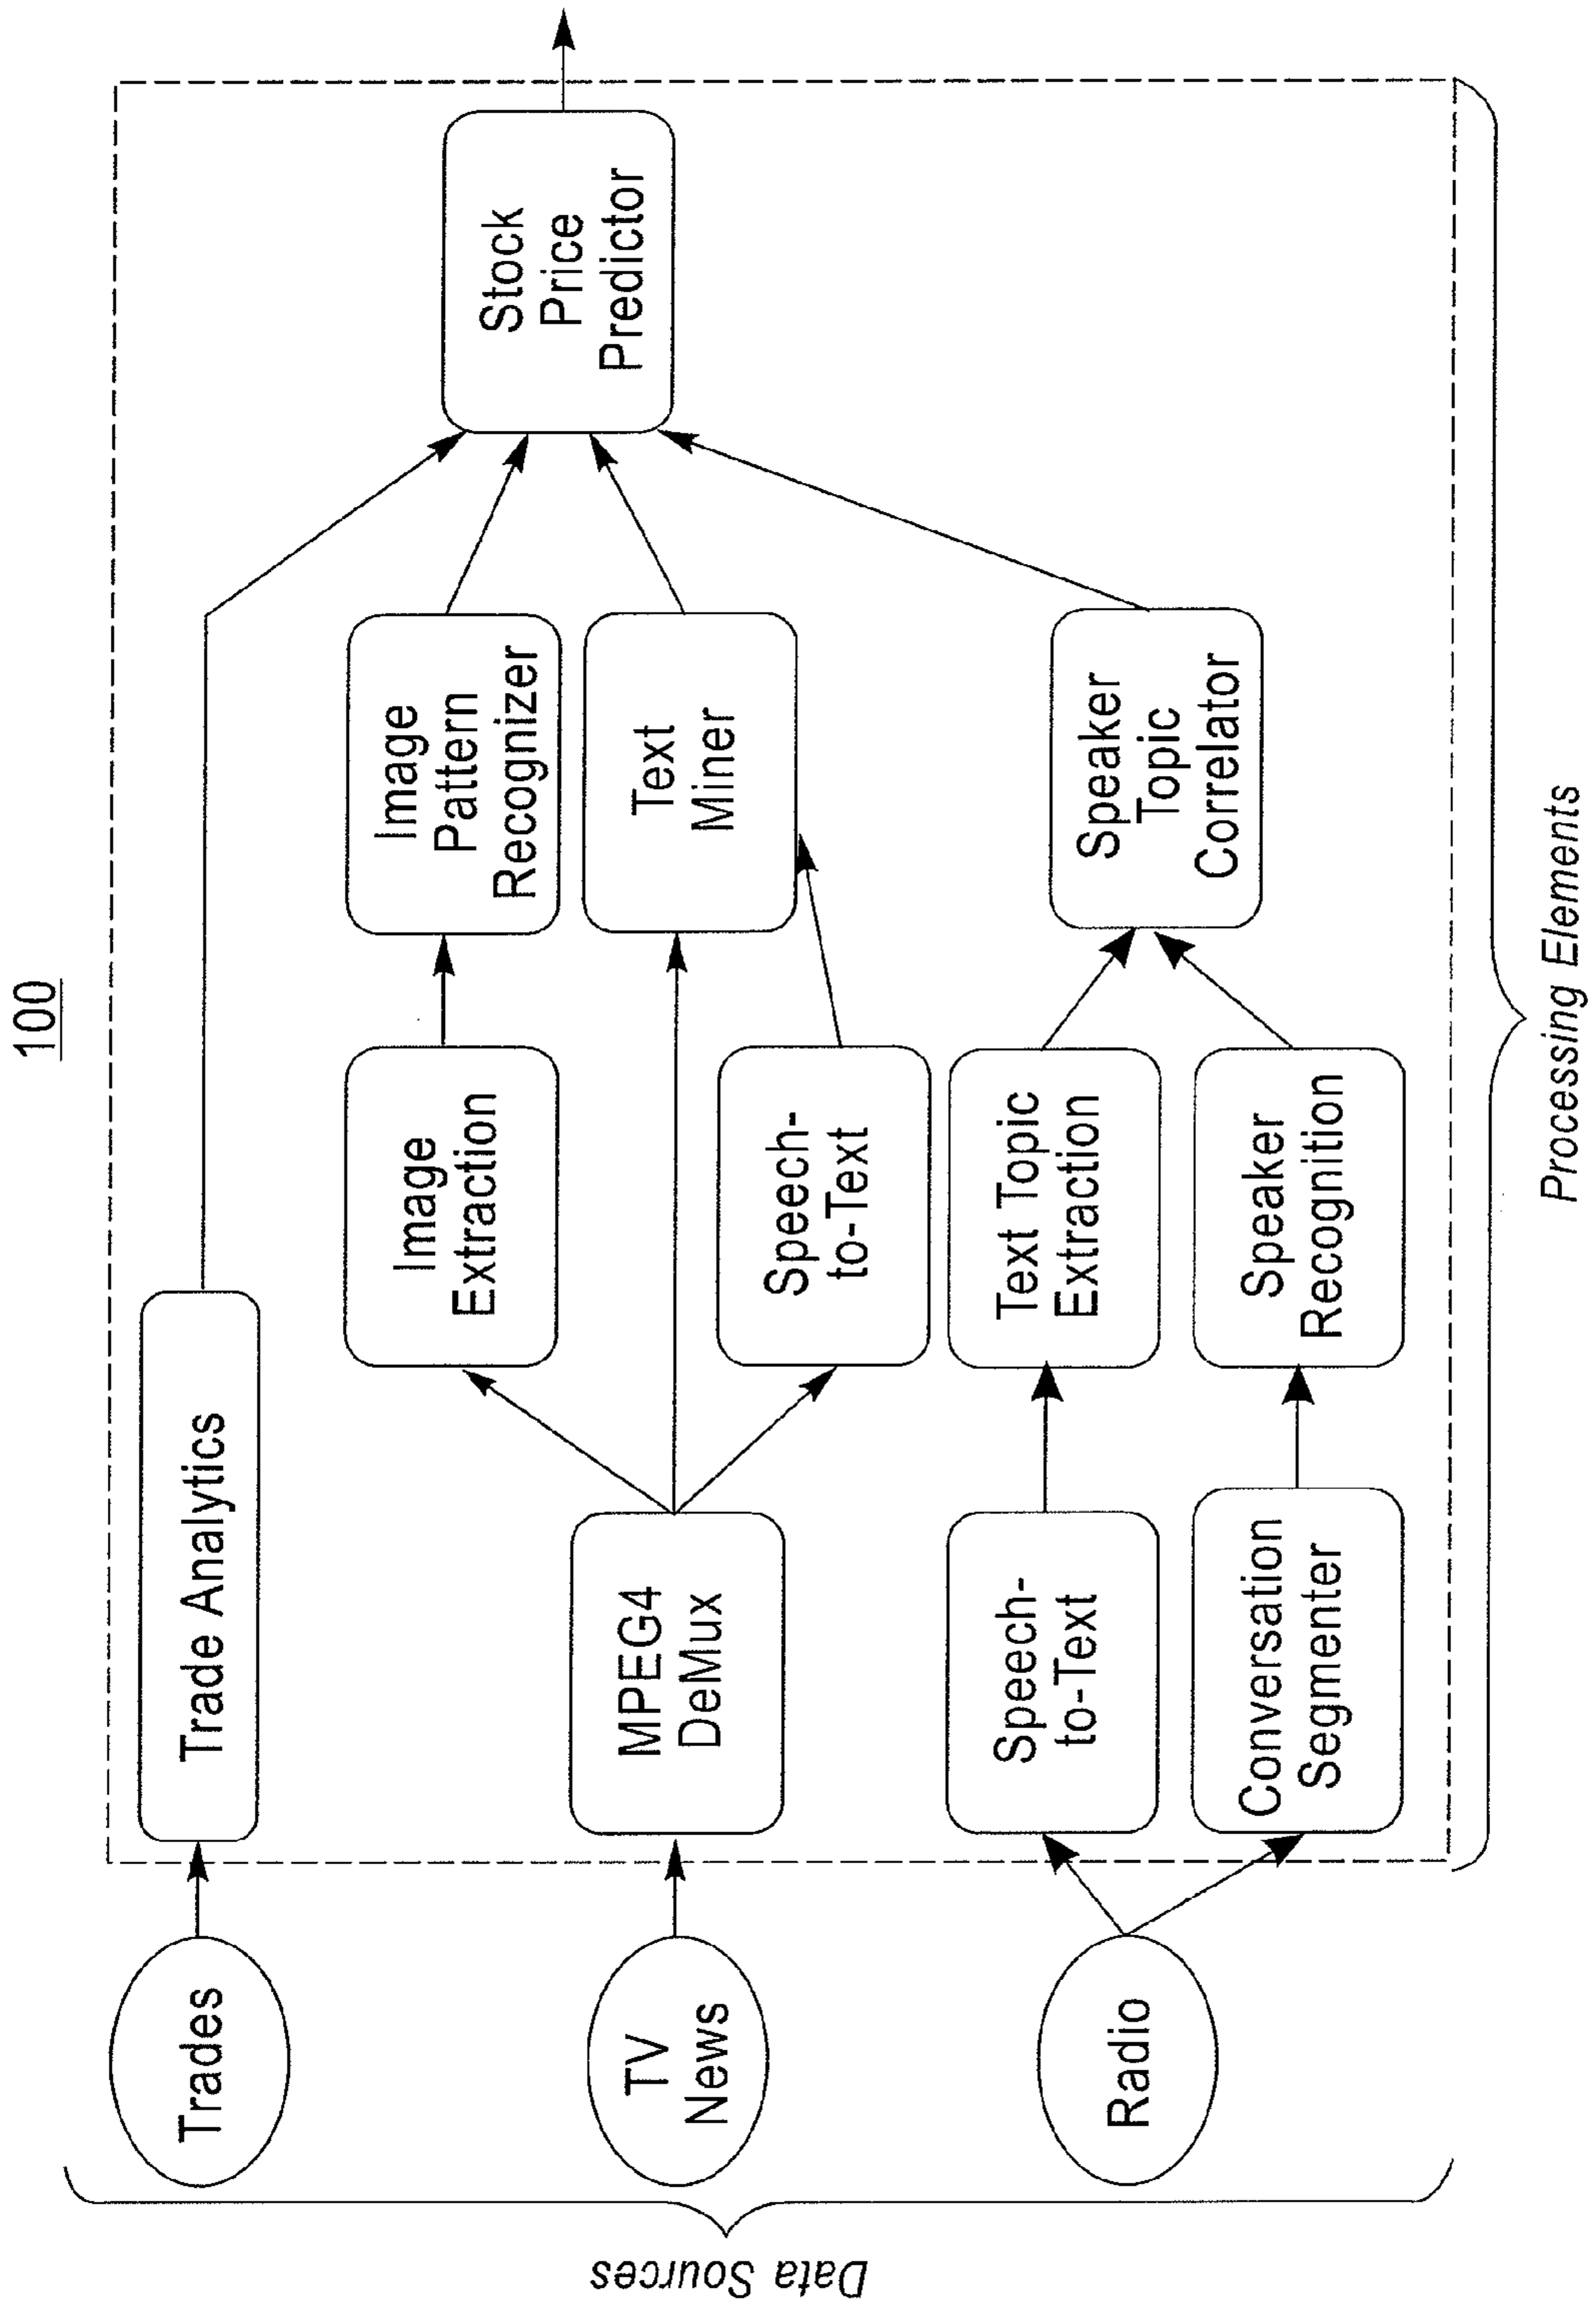 100
Trades
Trade Analytics
TV
News
MPEG4
DeMux
Image
Extraction
Image
Pattern
Recognizer
Text
Miner
Speech-
to-Text
Stock
Price
Predictor
Radio
Speech-
to-Text
Text Topic
Extraction
Conversation
Segmenter
Speaker
Recognition
Speaker
Topic
Correlator
Data Sources
Processing Elements